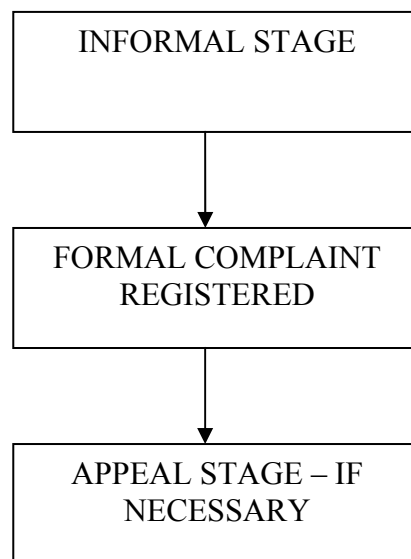 INFORMAL STAGE
FORMAL COMPLAINT
REGISTERED
APPEAL STAGE – IF
NECESSARY